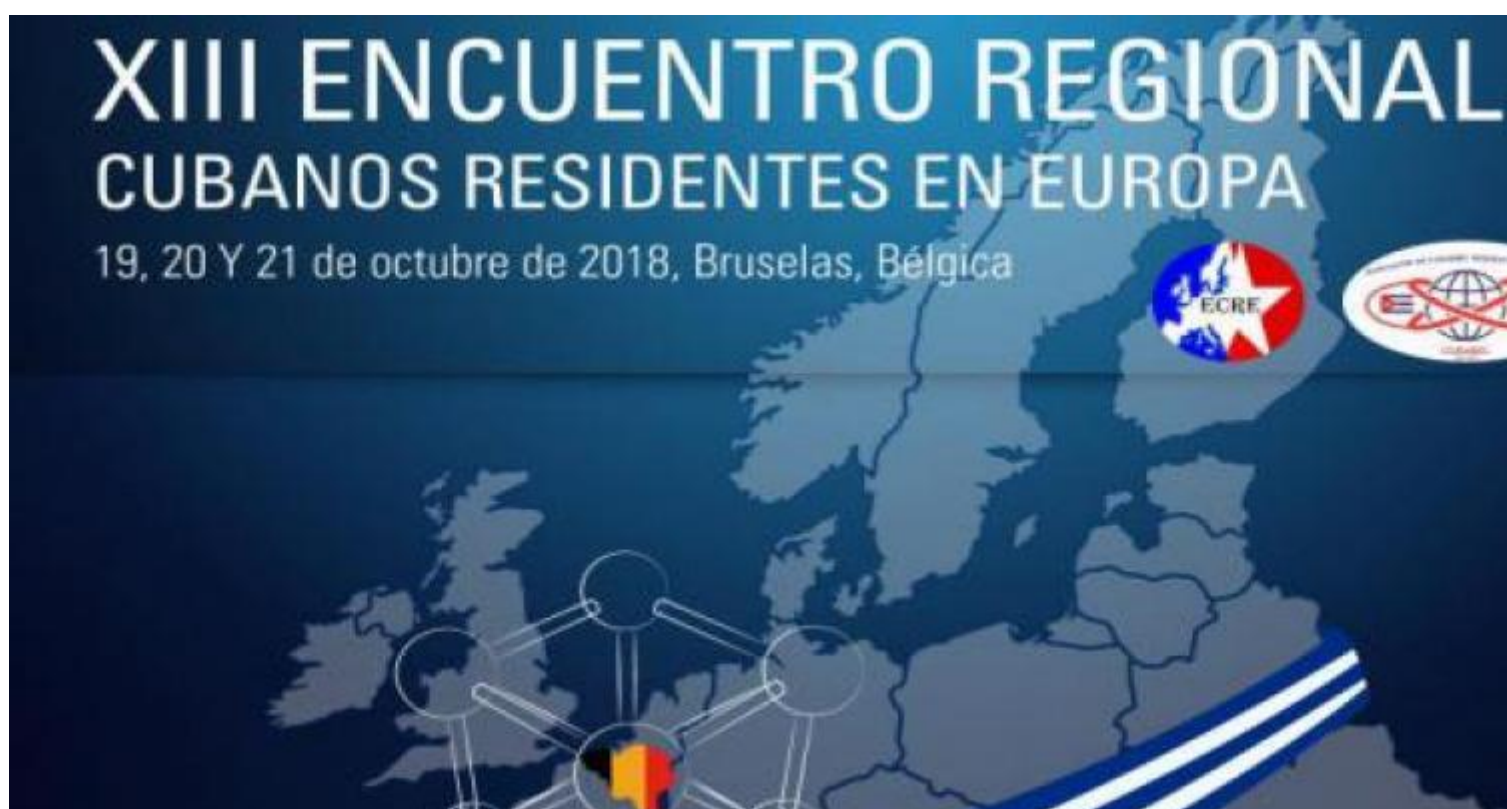 XIII ENCUENTRO REGIONAL
CUBANOS RESIDENTES EN EUROPA
19, 20 Y 21 de octubre de 2018, Bruselas, Bélgica
ECRE